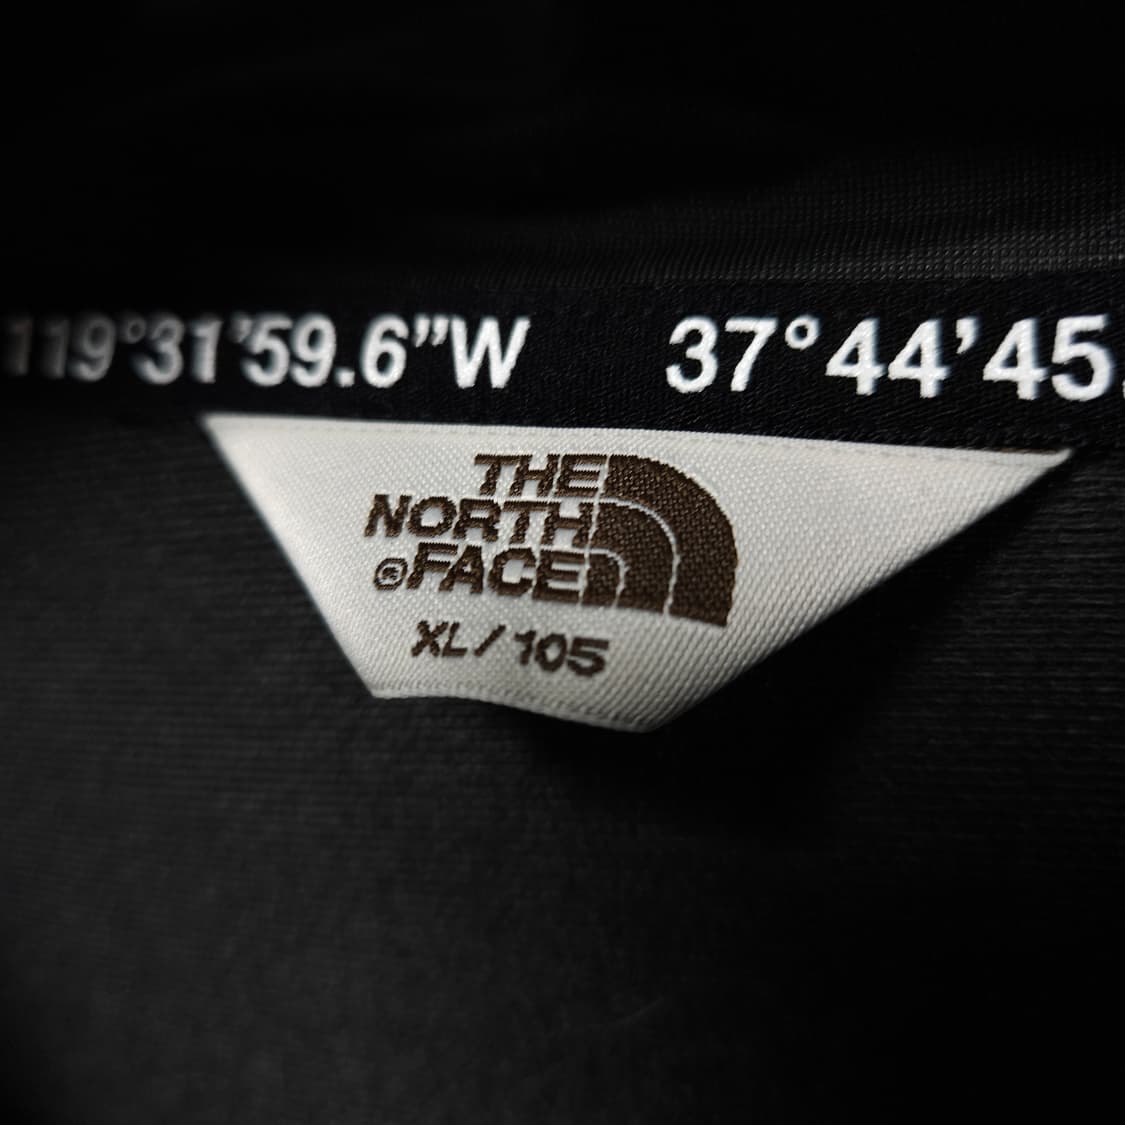 119°31’59.6”W 37°44’45.
THE
NORTH
®FACE
XL/105